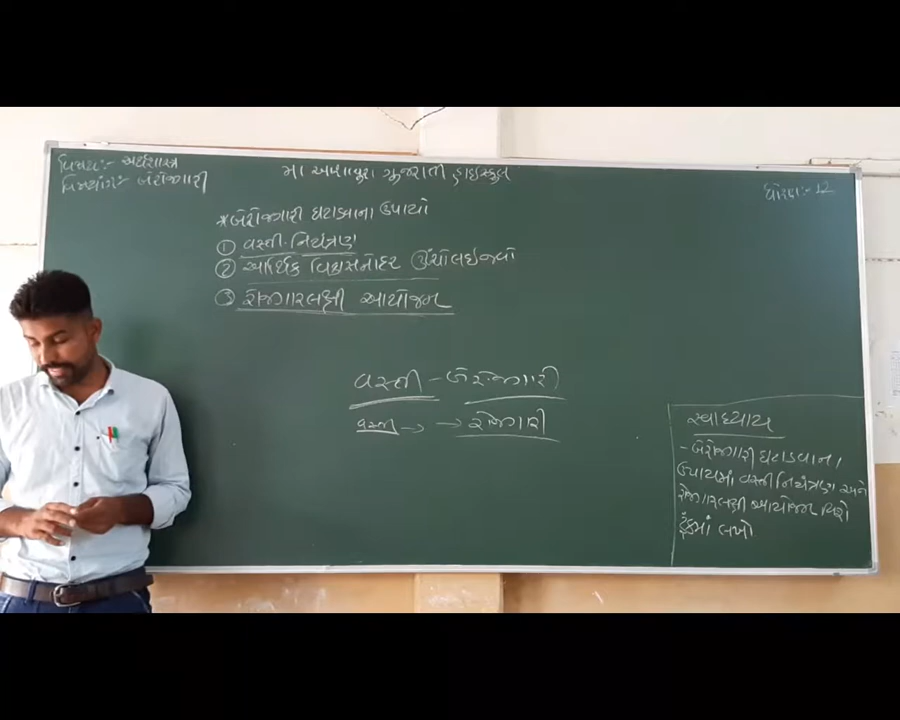 વિષય:- અર્થશાસ્ત્ર
વિષયાંગ:- બેરોજગારી
મા અંબાપુરા ગુજરાતી હાઇસ્કુલ
ધોરણ:- 12
* બેરોજગારી ઘટાડવાના ઉપાયો
① વસ્તી નિયંત્રણ
② આર્થિક વિકાસનો દર ઊંચો લઇ જવો
③ રોજગારલક્ષી આયોજન
વસ્તી - બેરોજગારી
→ → રોજગારી
સ્વાધ્યાય
- બેરોજગારી ઘટાડવાના
ઉપાયમાં વસ્તી નિયંત્રણ અને
રોજગારલક્ષી આયોજન વિશે
ટૂંકમાં લખો